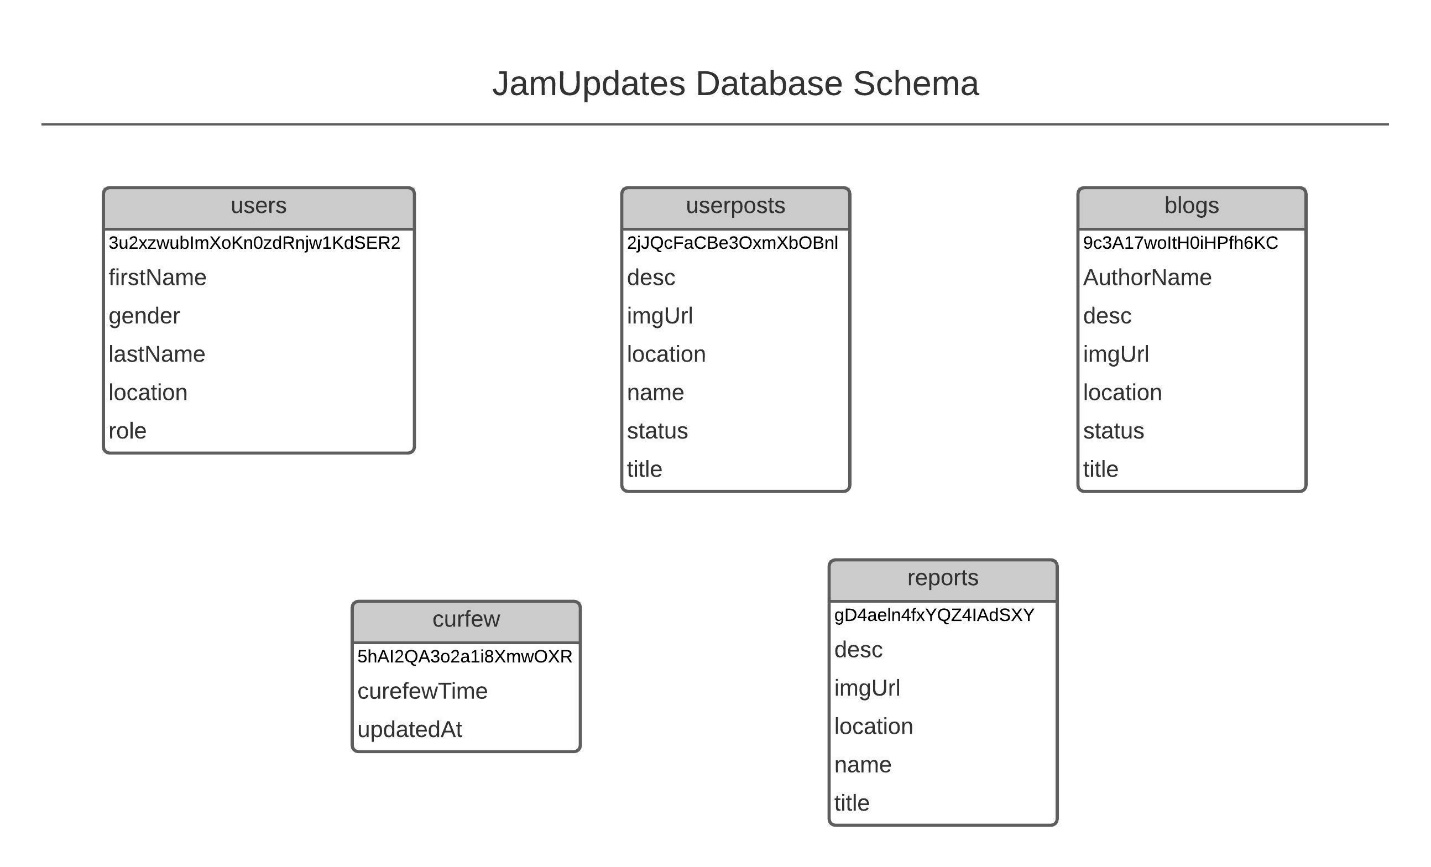 JamUpdates Database Schema
users
3u2xzwubImXoKn0zdRnjw1KdSER2
firstName
gender
lastName
location
role
userposts
2jJQcFaCBe3OxmXbOBnl
desc
imgUrl
location
name
status
title
blogs
9c3A17woItH0iHPfh6KC
AuthorName
desc
imgUrl
location
status
title
curfew
5hAI2QA3o2a1i8XmwOXR
curefewTime
updatedAt
reports
gD4aeln4fxYQZ4IAdSXY
desc
imgUrl
location
name
title